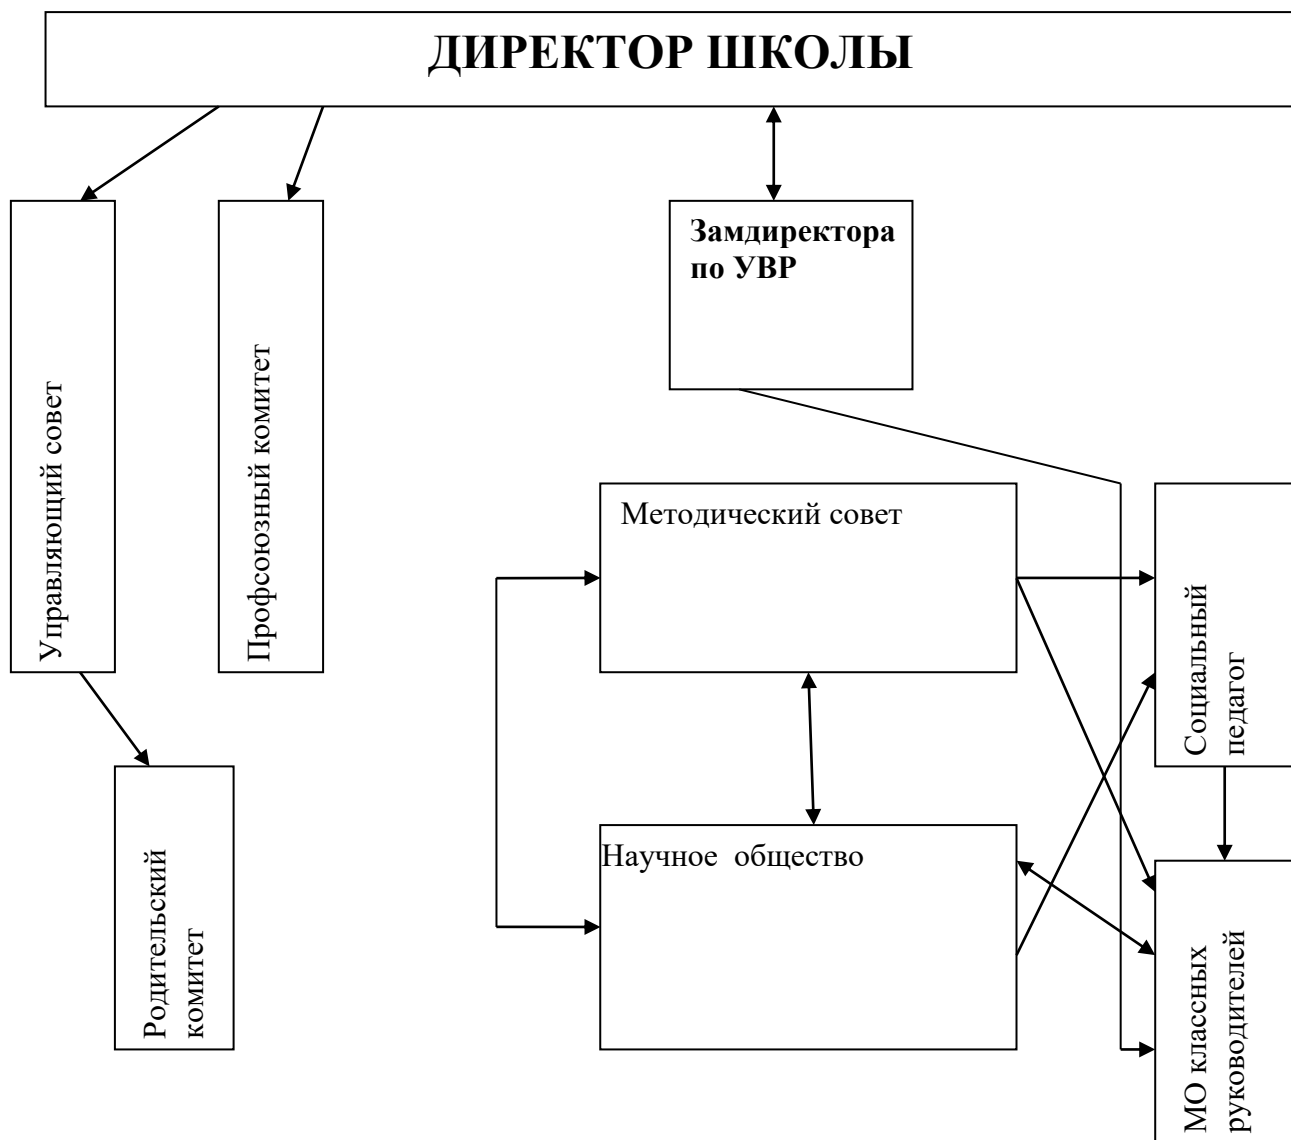 ДИРЕКТОР ШКОЛЫ
Замдиректора
по УВР
Управляющий совет
Профсоюзный комитет
Методический совет
Социальный
педагог
Научное общество
Родительский
комитет
МО классных
руководителей